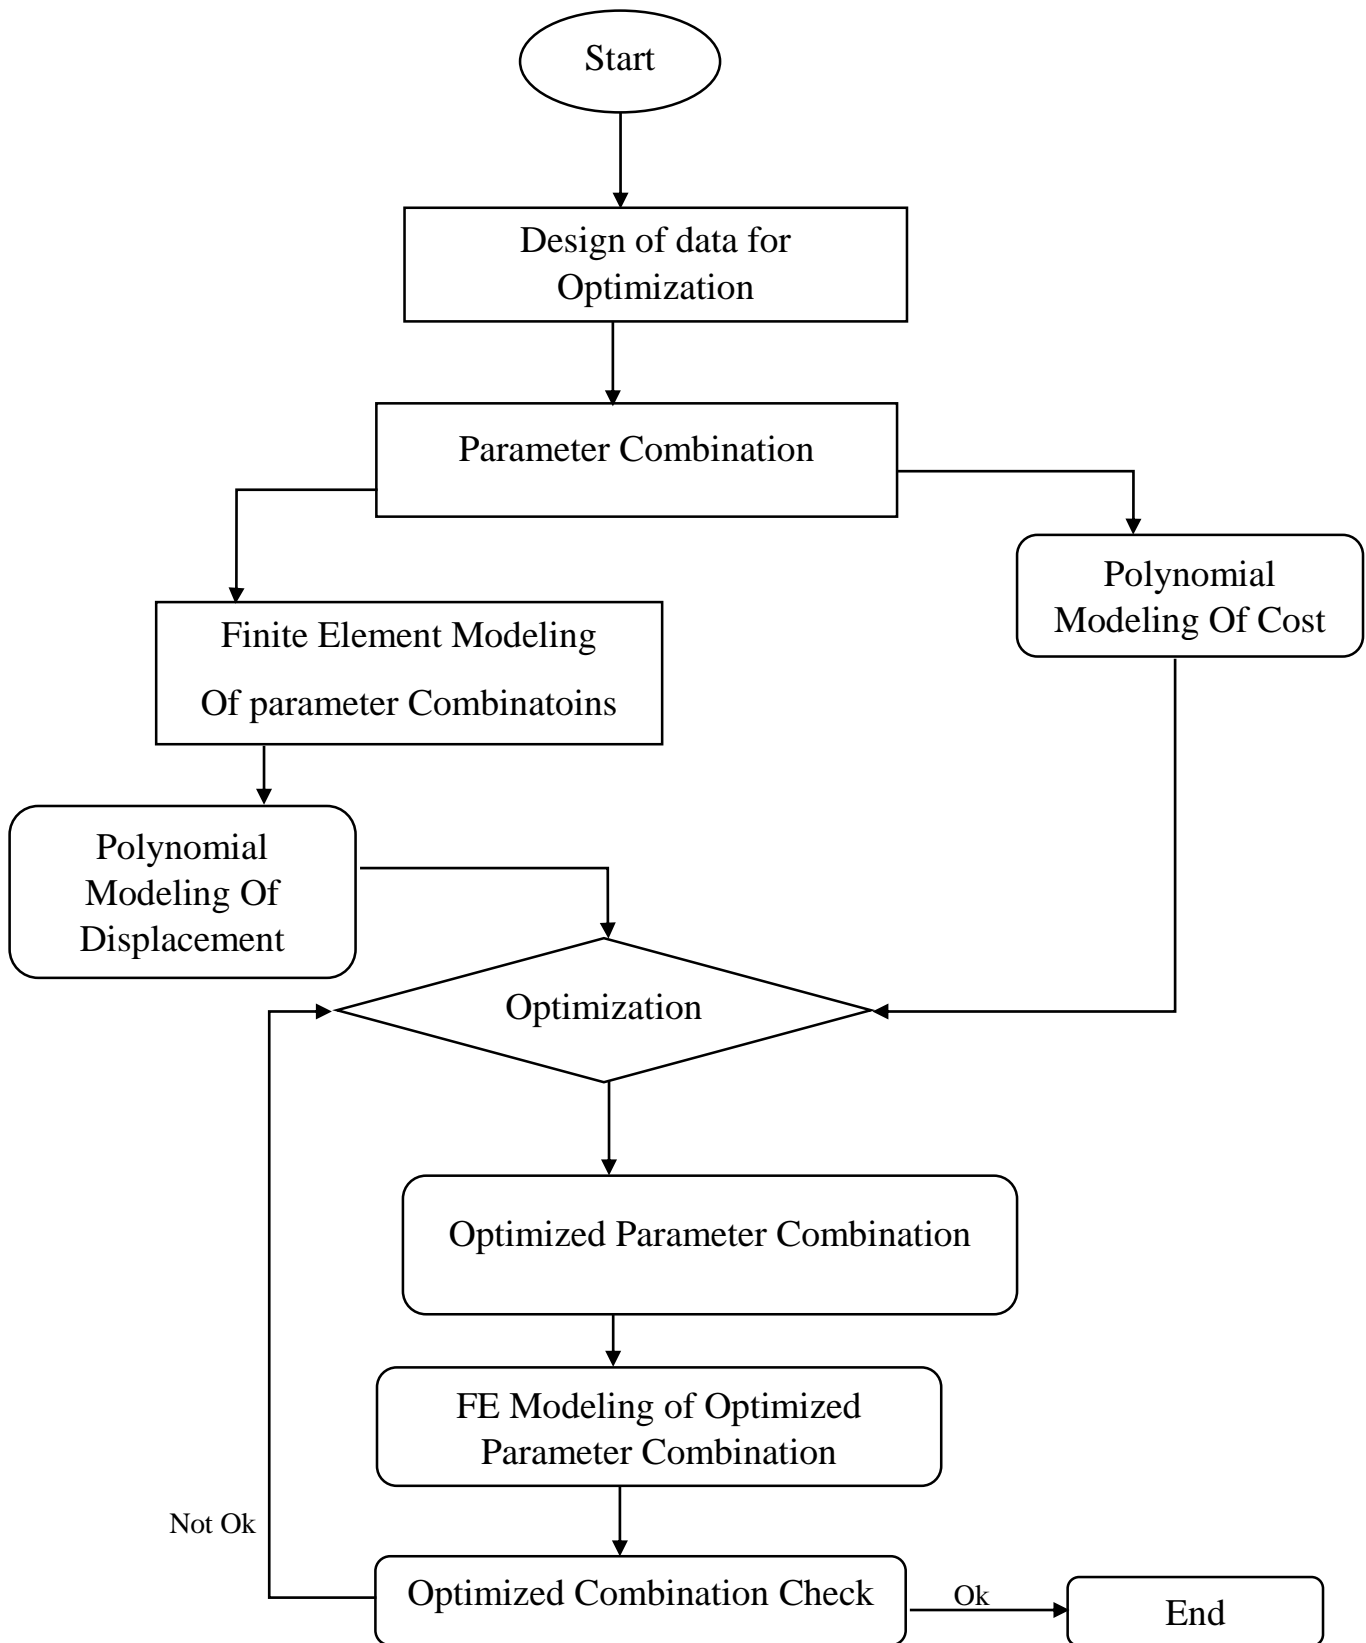 Start
Design of data for
Optimization
Parameter Combination
Polynomial
Modeling Of Cost
Finite Element Modeling
Of parameter Combinatoins
Polynomial
Modeling Of
Displacement
Optimization
Optimized Parameter Combination
FE Modeling of Optimized
Parameter Combination
Not Ok
Optimized Combination Check
Ok
End